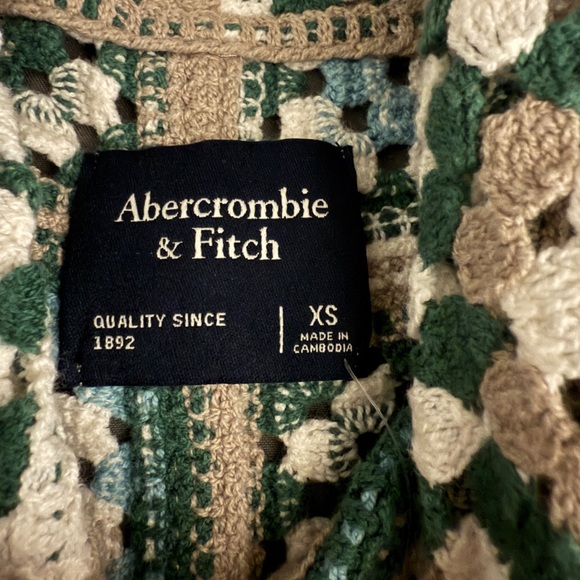 Abercrombie
& Fitch
QUALITY SINCE
1892
XS
MADE IN
CAMBODIA